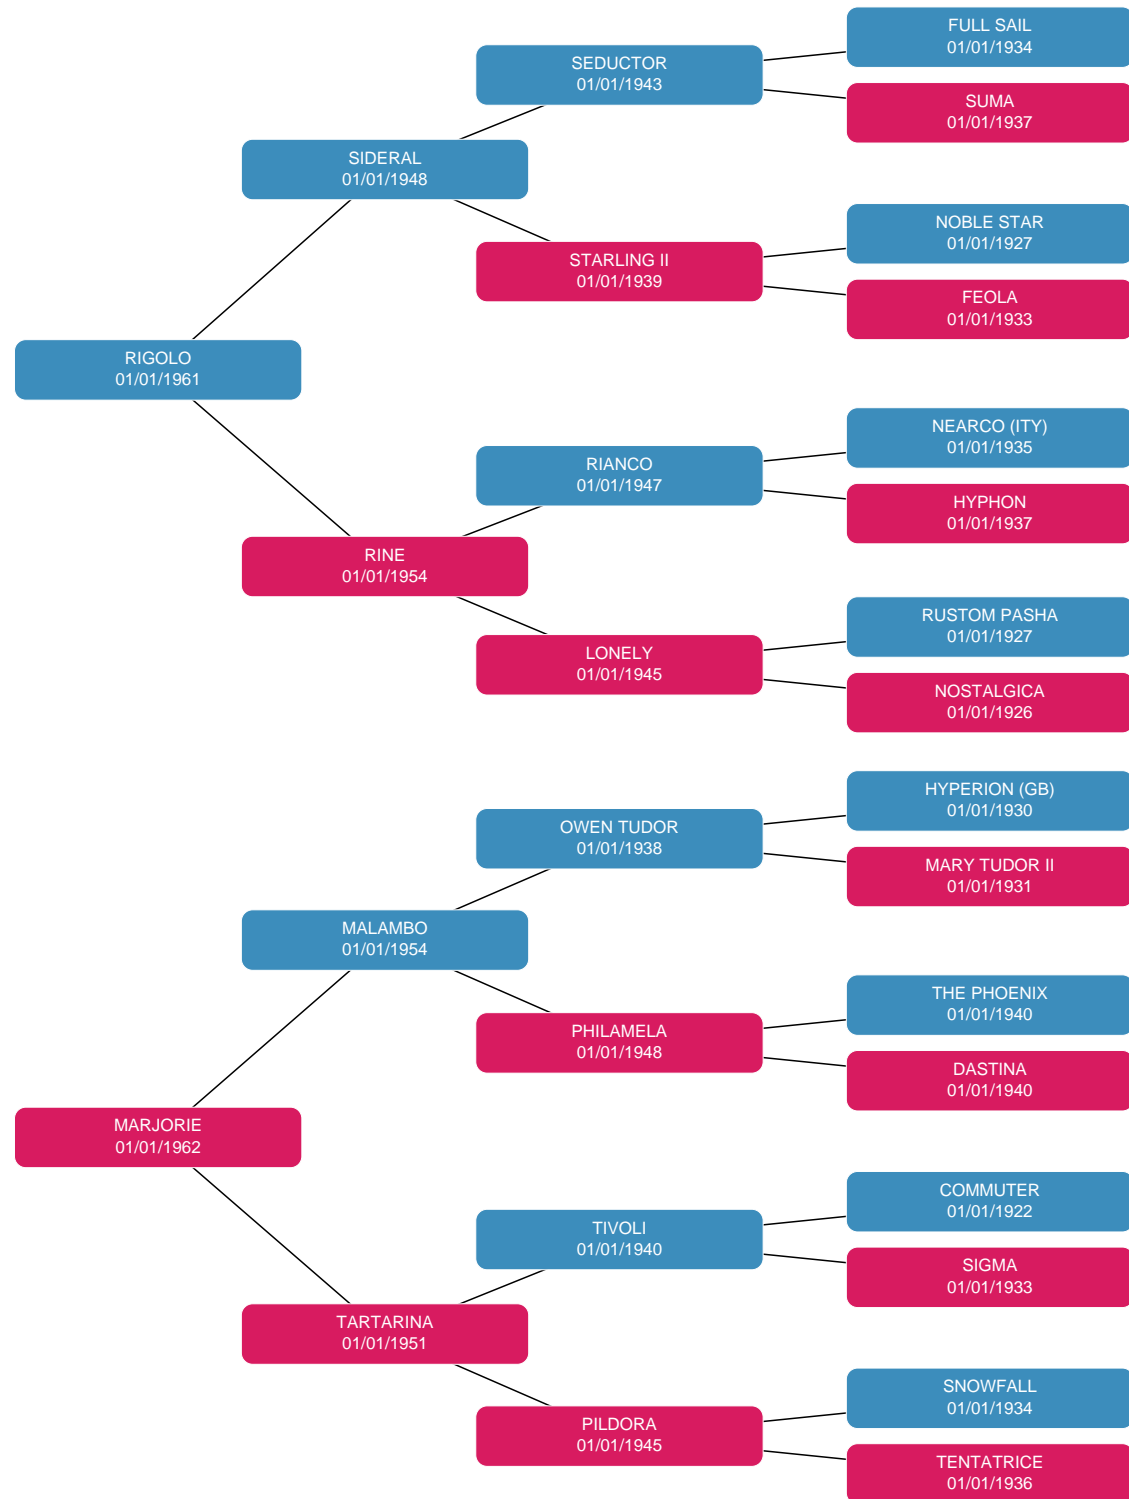 FULL SAIL
01/01/1934
SEDUCTOR
01/01/1943
SUMA
01/01/1937
SIDERAL
01/01/1948
NOBLE STAR
01/01/1927
STARLING II
01/01/1939
FEOLA
01/01/1933
RIGOLO
01/01/1961
NEARCO (ITY)
01/01/1935
RIANCO
01/01/1947
HYPHON
01/01/1937
RINE
01/01/1954
RUSTOM PASHA
01/01/1927
LONELY
01/01/1945
NOSTALGICA
01/01/1926
HYPERION (GB)
01/01/1930
OWEN TUDOR
01/01/1938
MARY TUDOR II
01/01/1931
MALAMBO
01/01/1954
THE PHOENIX
01/01/1940
PHILAMELA
01/01/1948
DASTINA
01/01/1940
MARJORIE
01/01/1962
COMMUTER
01/01/1922
TIVOLI
01/01/1940
SIGMA
01/01/1933
TARTARINA
01/01/1951
SNOWFALL
01/01/1934
PILDORA
01/01/1945
TENTATRICE
01/01/1936